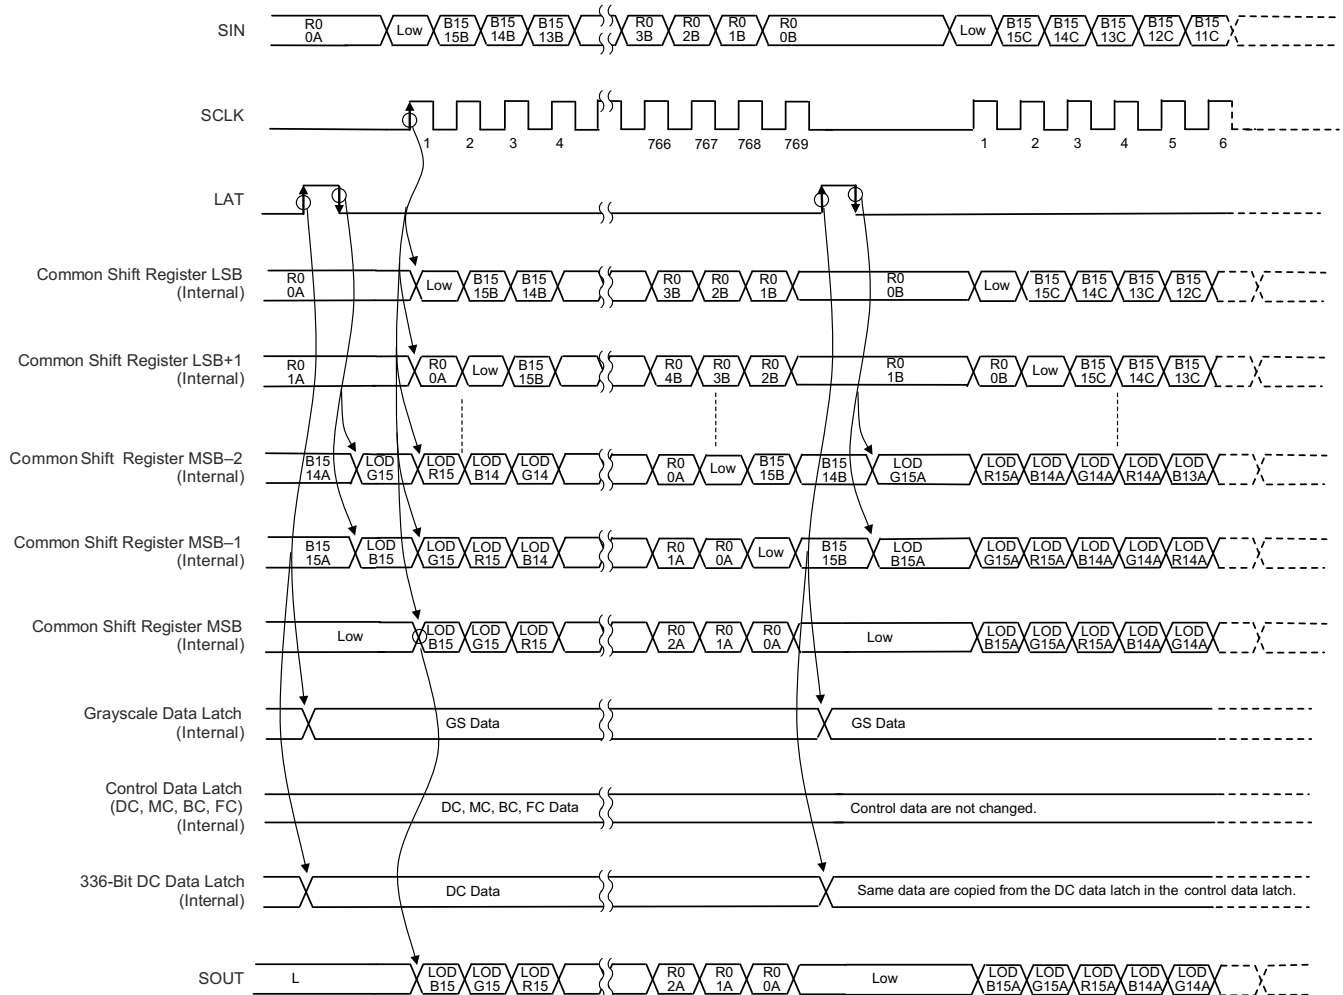 SIN
R0 0A
Low
B15 15B
B15 14B
B15 13B
R0 3B
R0 2B
R0 1B
R0 0B
Low
B15 15C
B15 14C
B15 13C
B15 12C
B15 11C
SCLK
1 2 3 4 766 767 768 769 1 2 3 4 5 6
LAT
Common Shift Register LSB
(Internal)
R0 0A
Low
B15 15B
B15 14B
R0 3B
R0 2B
R0 1B
R0 0B
Low
B15 15C
B15 14C
B15 13C
B15 12C
Common Shift Register LSB+1
(Internal)
R0 1A
R0 0A
Low
B15 15B
R0 4B
R0 3B
R0 2B
R0 1B
R0 0B
Low
B15 15C
B15 14C
B15 13C
Common Shift Register MSB–2
(Internal)
B15 14A
LOD G15
LOD R15
LOD B14
LOD G14
R0 0A
Low
B15 15B
B15 14B
LOD G15A
LOD R15A
LOD B14A
LOD G14A
LOD R14A
LOD B13A
Common Shift Register MSB–1
(Internal)
B15 15A
LOD B15
LOD G15
LOD R15
LOD B14
R0 1A
R0 0A
Low
B15 15B
LOD B15A
LOD G15A
LOD R15A
LOD B14A
LOD G14A
LOD R14A
Common Shift Register MSB
(Internal)
Low
LOD B15
LOD G15
LOD R15
R0 2A
R0 1A
R0 0A
Low
LOD B15A
LOD G15A
LOD R15A
LOD B14A
LOD G14A
Grayscale Data Latch
(Internal)
GS Data
GS Data
Control Data Latch
(DC, MC, BC, FC)
(Internal)
DC, MC, BC, FC Data
Control data are not changed.
336-Bit DC Data Latch
(Internal)
DC Data
Same data are copied from the DC data latch in the control data latch.
SOUT
L
LOD B15
LOD G15
LOD R15
R0 2A
R0 1A
R0 0A
Low
LOD B15A
LOD G15A
LOD R15A
LOD B14A
LOD G14A